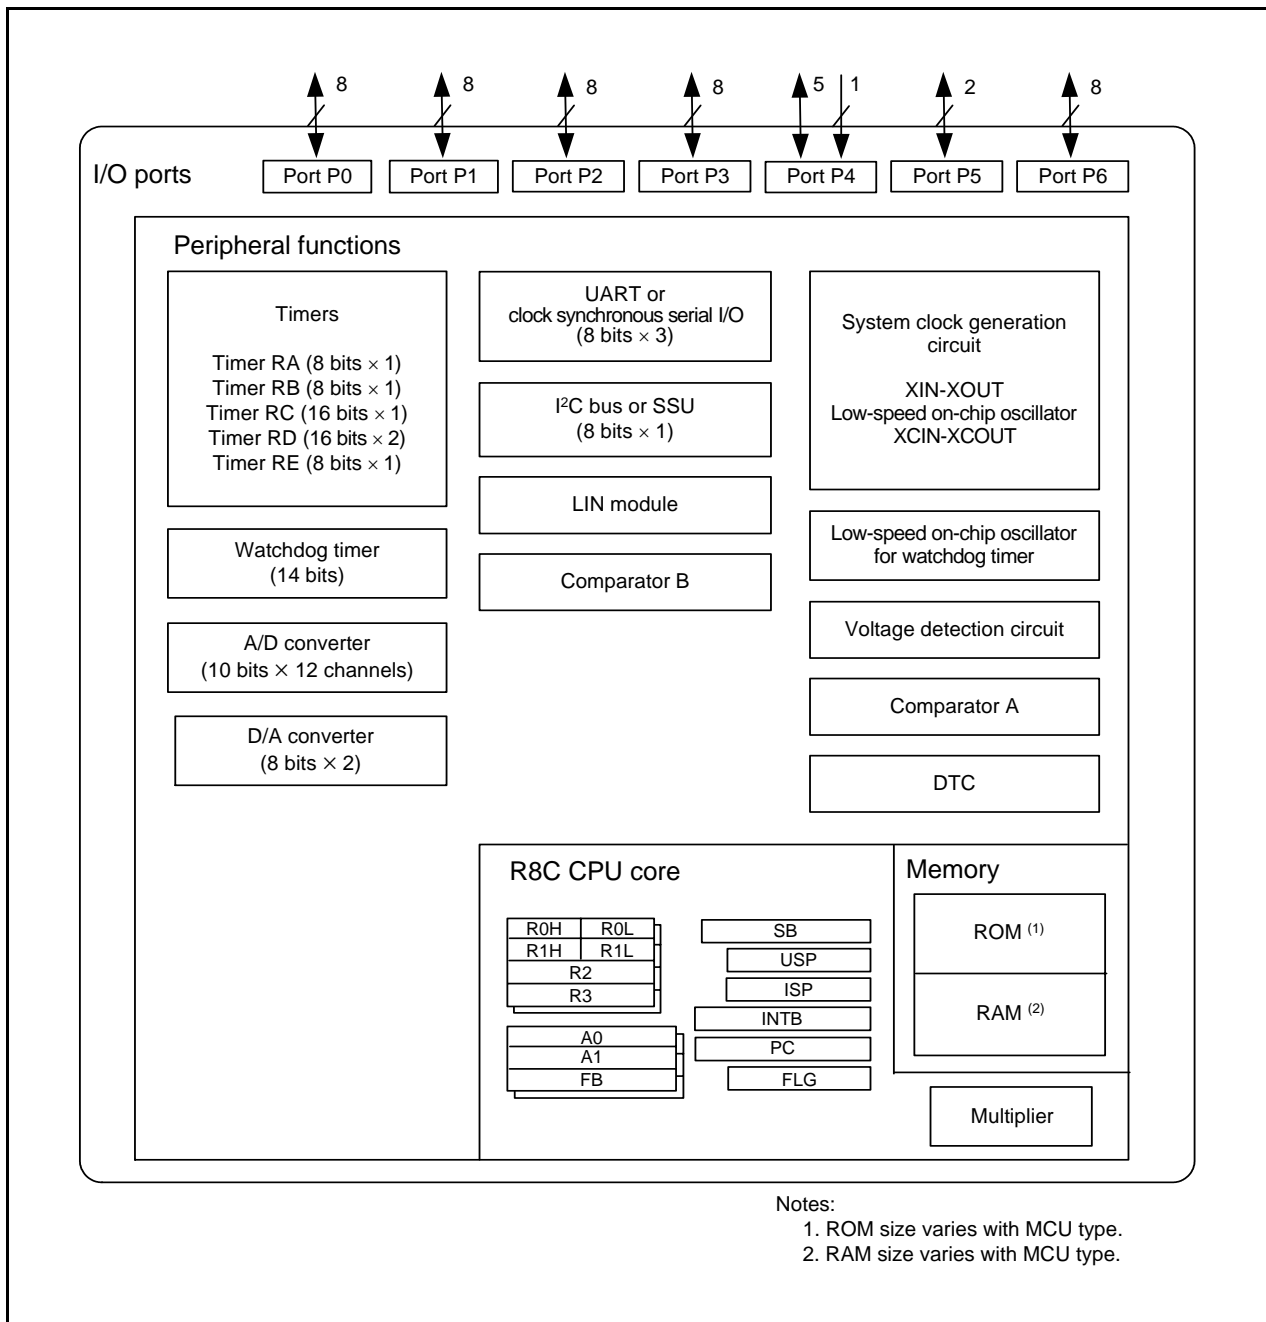 8
8
8
8
5
1
2
8
I/O ports
Port P0
Port P1
Port P2
Port P3
Port P4
Port P5
Port P6
Peripheral functions
Timers
Timer RA (8 bits × 1)
Timer RB (8 bits × 1)
Timer RC (16 bits × 1)
Timer RD (16 bits × 2)
Timer RE (8 bits × 1)
Watchdog timer
(14 bits)
A/D converter
(10 bits × 12 channels)
D/A converter
(8 bits × 2)
UART or
clock synchronous serial I/O
(8 bits × 3)
I²C bus or SSU
(8 bits × 1)
LIN module
Comparator B
System clock generation
circuit
XIN-XOUT
Low-speed on-chip oscillator
XCIN-XCOUT
Low-speed on-chip oscillator
for watchdog timer
Voltage detection circuit
Comparator A
DTC
R8C CPU core
R0H
R0L
R1H
R1L
R2
R3
A0
A1
FB
SB
USP
ISP
INTB
PC
FLG
Memory
ROM (1)
RAM (2)
Multiplier
Notes:
1. ROM size varies with MCU type.
2. RAM size varies with MCU type.